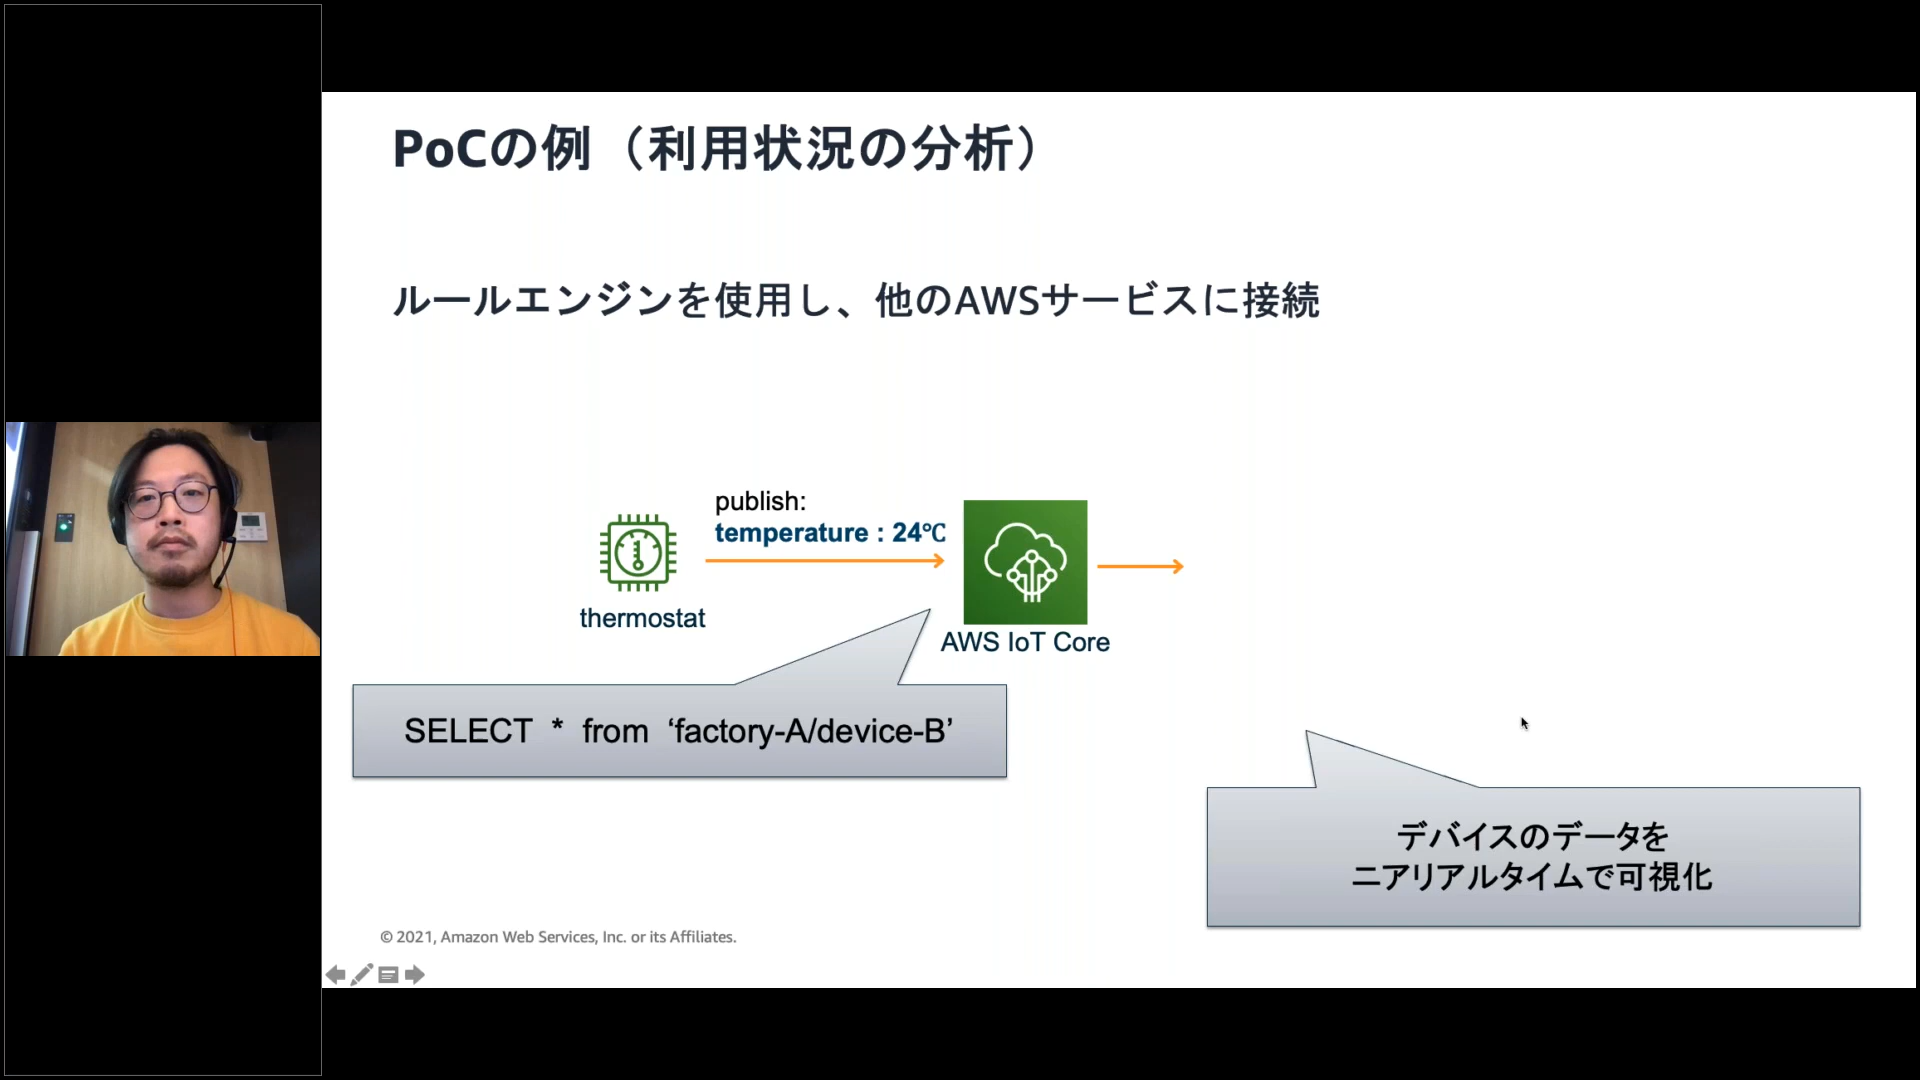 PoCの例（利用状況の分析）
ルールエンジンを使用し、他のAWSサービスに接続
publish:
temperature : 24℃
thermostat
AWS IoT Core
SELECT * from ‘factory-A/device-B’
デバイスのデータを
ニアリアルタイムで可視化
© 2021, Amazon Web Services, Inc. or its Affiliates.